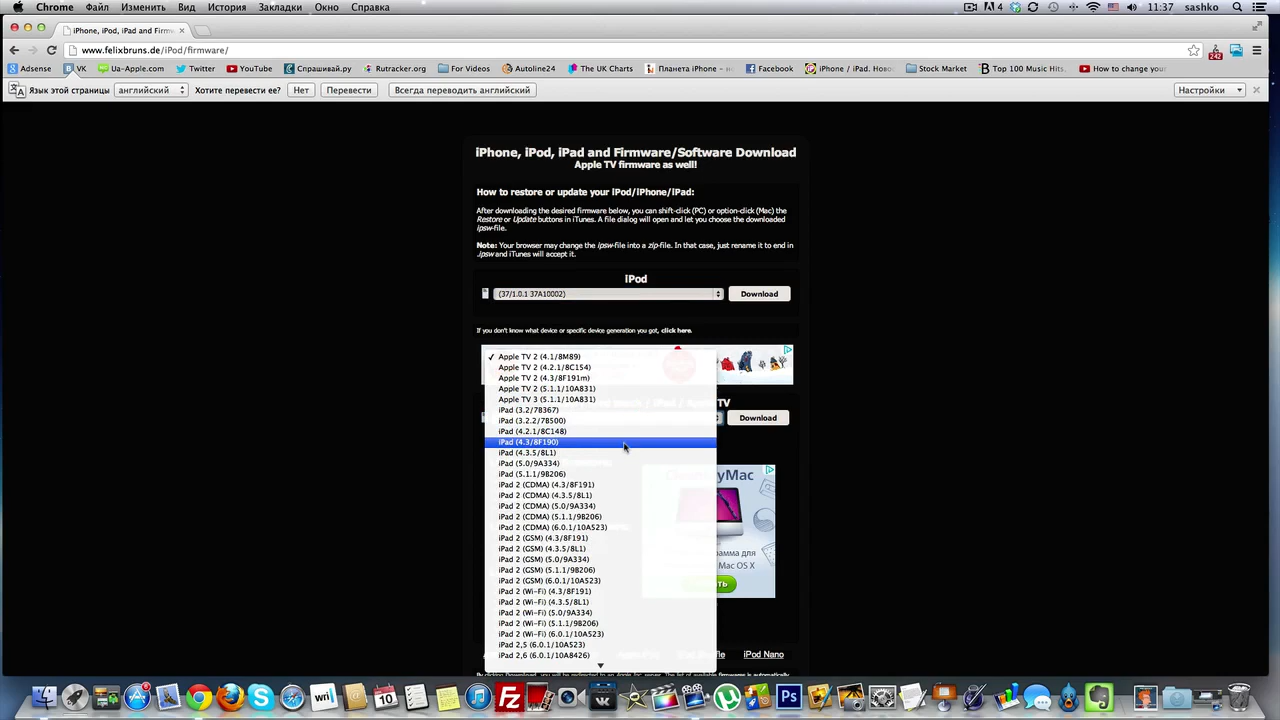 Chrome Файл Изменить Вид История Закладки Окно Справка 4 11:37 sashko
iPhone, iPod, iPad and Firm
www.felixbruns.de/iPod/firmware/
242
Adsense VK Ua-Apple.com Twitter YouTube Спрашивай.ру Rutracker.org For Videos Autoline24 The UK Charts Планета iPhone - н Facebook iPhone / iPad. Ново Stock Market Top 100 Music Hits, How to change your
Язык этой страницы английский Хотите перевести ее? Нет Перевести Всегда переводить английский Настройки
iPhone, iPod, iPad and Firmware/Software Download
Apple TV firmware as well!
How to restore or update your iPod/iPhone/iPad:
After downloading the desired firmware below, you can shift-click (PC) or option-click (Mac) the
Restore or Update buttons in iTunes. A file dialog will open and let you choose the downloaded
ipsw-file.
Note: Your browser may change the ipsw-file into a zip-file. In that case, just rename it to end in
.ipsw and iTunes will accept it.
iPod
(37/1.0.1 37A10002) Download
If you don't know what device or specific device generation you got, click here.
✓ Apple TV 2 (4.1/8M89)
Apple TV 2 (4.2.1/8C154)
Apple TV 2 (4.3/8F191m)
Apple TV 2 (5.1.1/10A831)
Apple TV 3 (5.1.1/10A831)
/ iPad / Apple TV
iPad (3.2/7B367)
iPad (3.2.2/7B500) Download
iPad (4.2.1/8C148)
iPad (4.3/8F190)
iPad (4.3.5/8L1)
iPad (5.0/9A334)
iPad (5.1.1/9B206)
iPad 2 (CDMA) (4.3/8F191)
iPad 2 (CDMA) (4.3.5/8L1)
iPad 2 (CDMA) (5.0/9A334)
iPad 2 (CDMA) (5.1.1/9B206)
iPad 2 (CDMA) (6.0.1/10A523)
iPad 2 (GSM) (4.3/8F191)
iPad 2 (GSM) (4.3.5/8L1)
iPad 2 (GSM) (5.0/9A334)
iPad 2 (GSM) (5.1.1/9B206)
iPad 2 (GSM) (6.0.1/10A523)
iPad 2 (Wi-Fi) (4.3/8F191)
iPad 2 (Wi-Fi) (4.3.5/8L1)
iPad 2 (Wi-Fi) (5.0/9A334)
iPad 2 (Wi-Fi) (5.1.1/9B206)
iPad 2 (Wi-Fi) (6.0.1/10A523)
iPad 2,5 (6.0.1/10A523)
iPad 2,6 (6.0.1/10A8426)
Mac
для
Mac OS X
iPod Nano